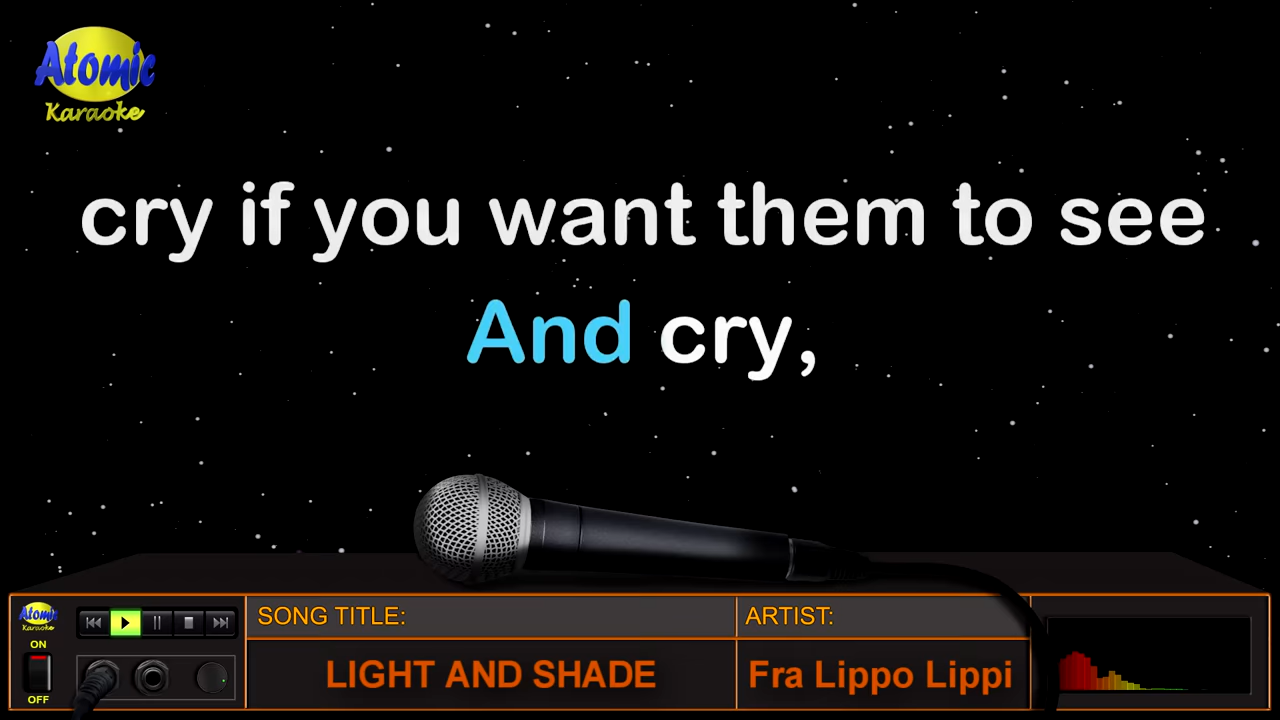 Atomic
Karaoke
cry if you want them to see
And cry,
Atomic
Karaoke
ON
OFF
SONG TITLE:
ARTIST:
LIGHT AND SHADE
Fra Lippo Lippi